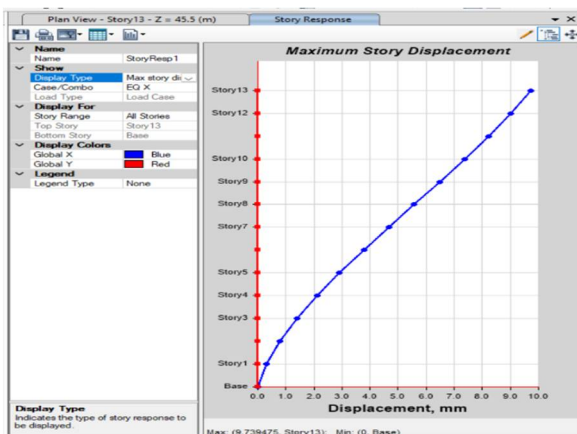 Plan View - Story13 - Z = 45.5 (m)
Story Response
Name
Name StoryResp1
Show
Display Type Max story di
Case/Combo EQ X
Load Type Load Case
Display For
Story Range All Stories
Top Story Story13
Bottom Story Base
Display Colors
Global X Blue
Global Y Red
Legend
Legend Type None
Display Type
Indicates the type of story response to
be displayed.
Maximum Story Displacement
Story13
Story12
Story10
Story9
Story8
Story7
Story5
Story4
Story3
Story1
Base
0.0 1.0 2.0 3.0 4.0 5.0 6.0 7.0 8.0 9.0 10.0
Displacement, mm
Max: (9.739475, Story13); Min: (0, Base)